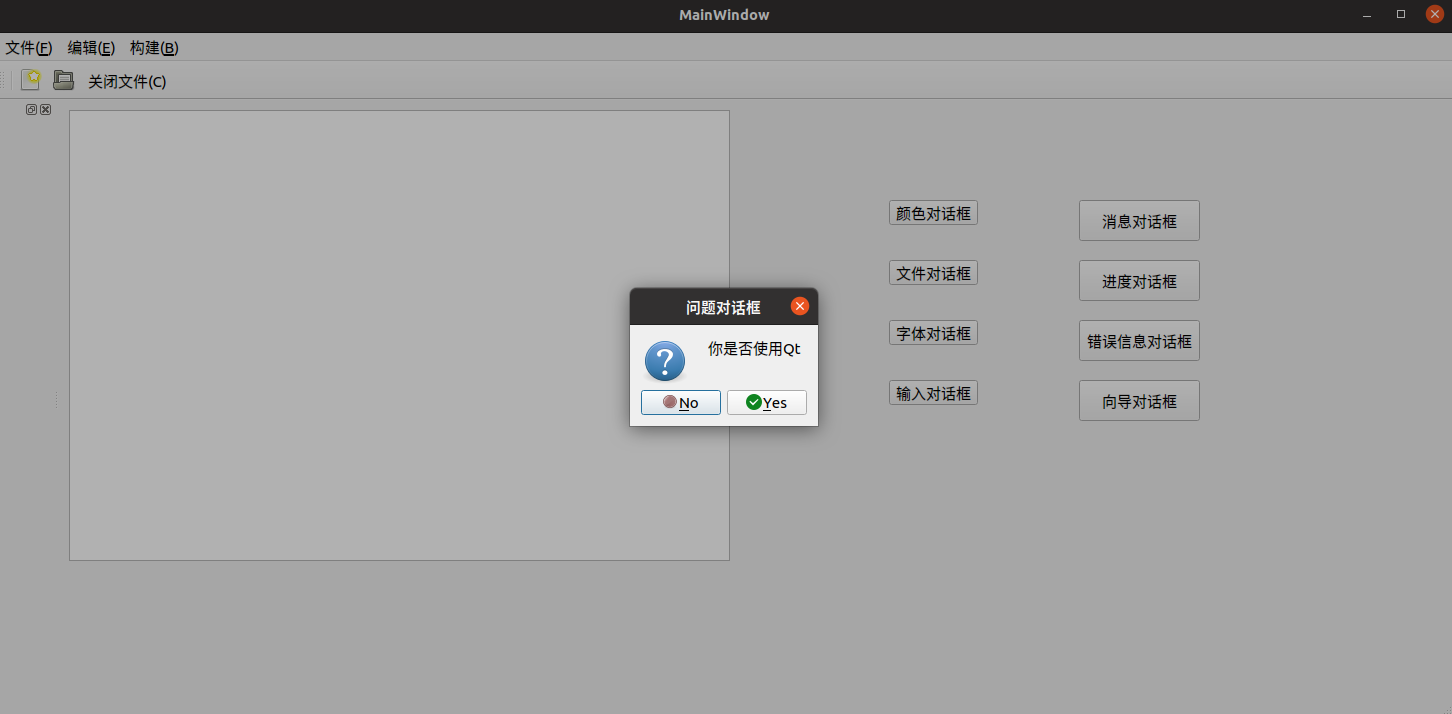 MainWindow
文件(F) 编辑(E) 构建(B)
关闭文件(C)
颜色对话框 消息对话框
文件对话框 进度对话框
问题对话框
你是否使用Qt
No Yes
字体对话框 错误信息对话框
输入对话框 向导对话框